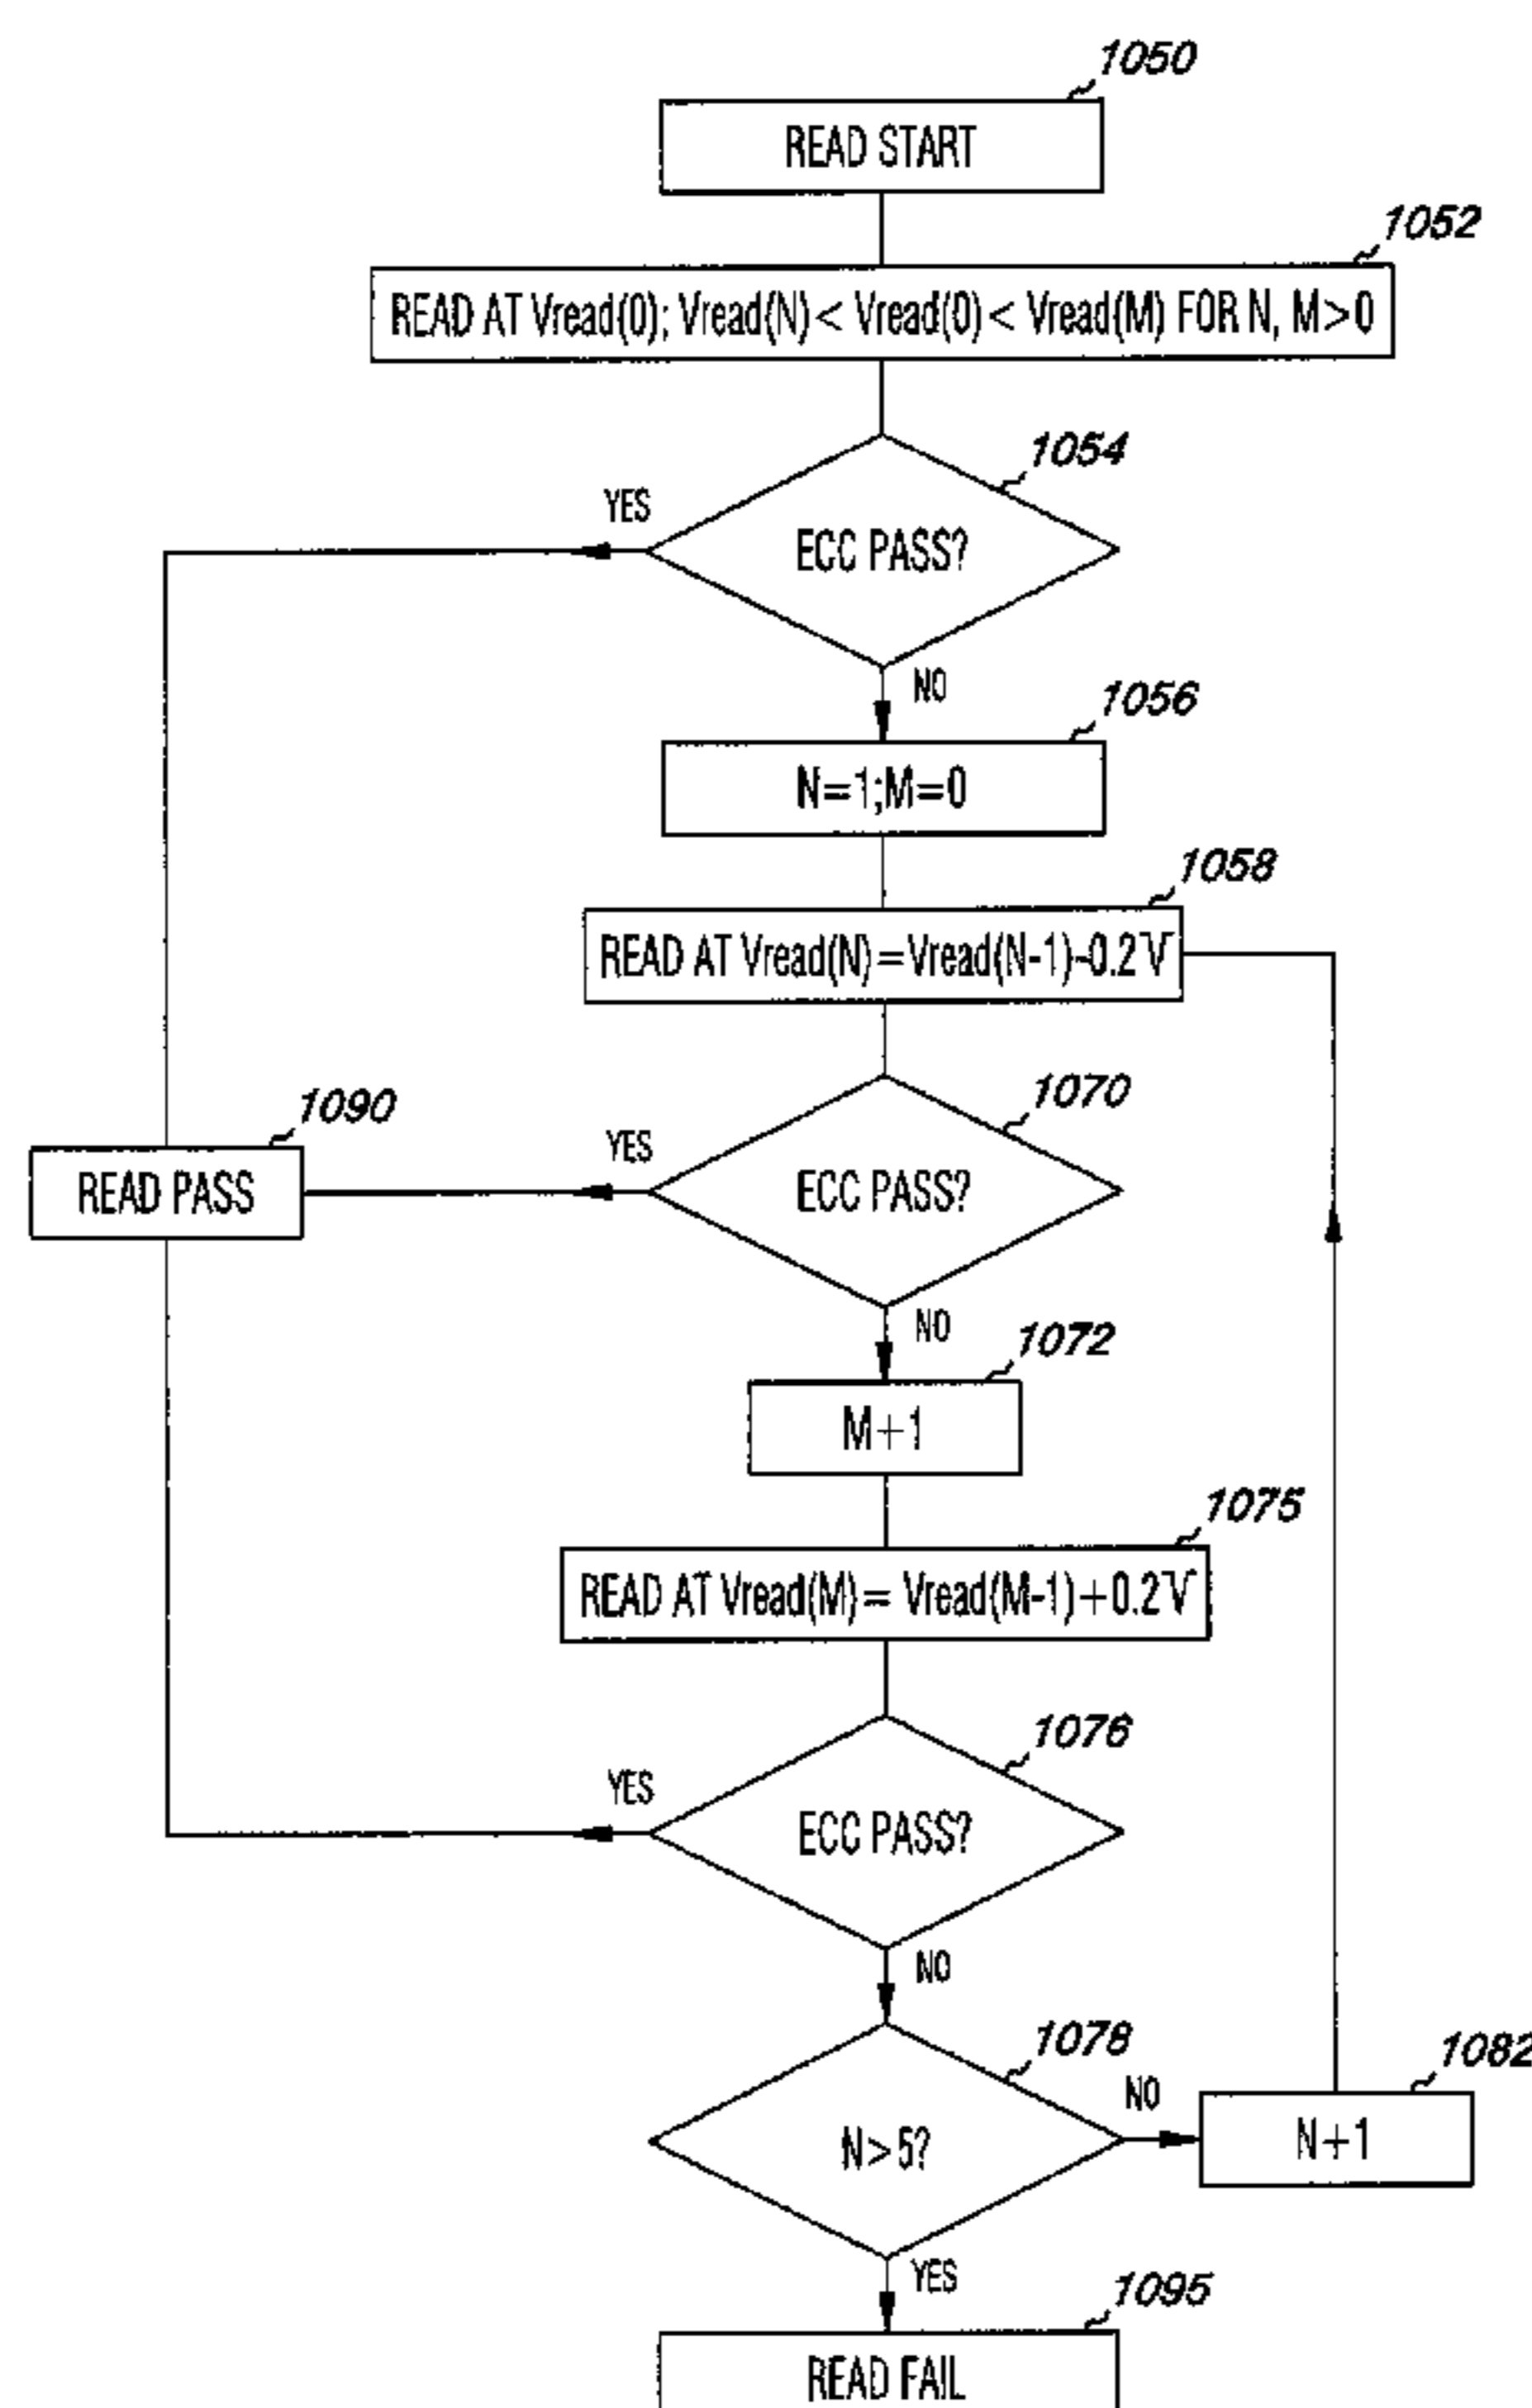 1050
READ START
1052
READ AT Vread(0); Vread(N) < Vread(0) < Vread(M) FOR N, M>0
1054
YES
ECC PASS?
NO
1056
N=1;M=0
1058
READ AT Vread(N)=Vread(N-1)-0.2V
1090
1070
READ PASS
YES
ECC PASS?
NO
1072
M+1
1075
READ AT Vread(M)= Vread(M-1)+0.2V
1076
YES
ECC PASS?
NO
1078
1082
NO
N>5?
N+1
YES
1095
READ FAIL